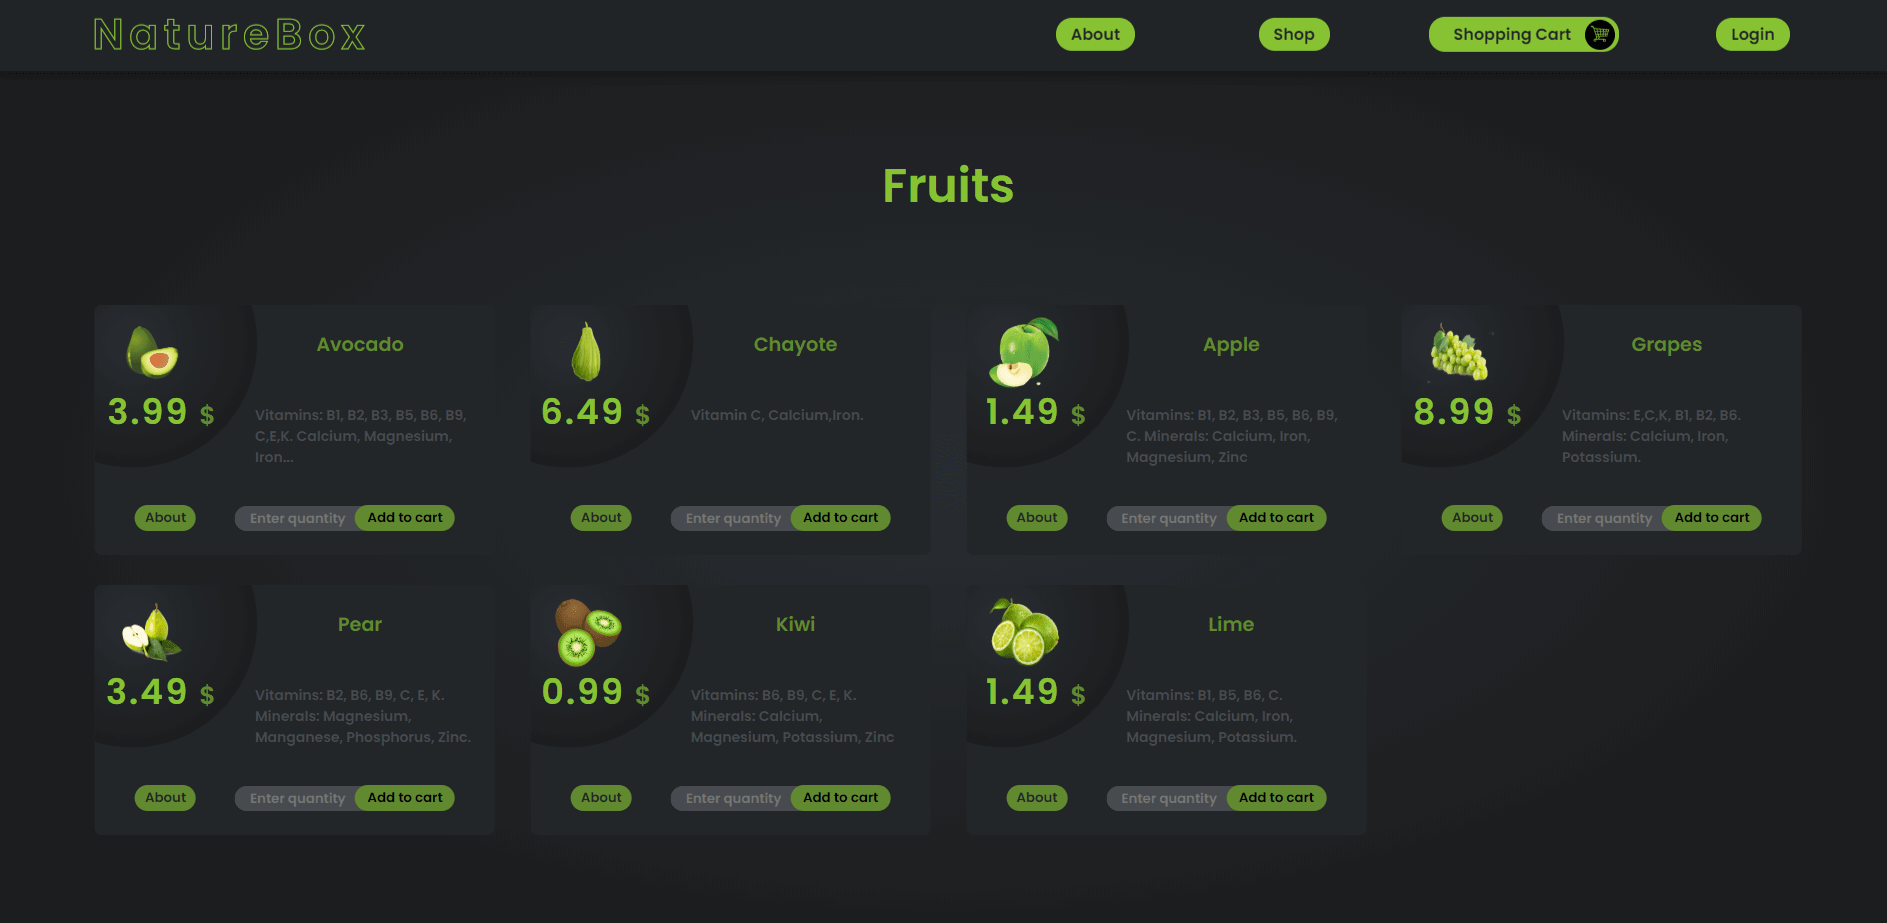 NatureBox
About
Shop
Shopping Cart
Login
Fruits
Avocado
3.99 $
Vitamins: B1, B2, B3, B5, B6, B9,
C,E,K. Calcium, Magnesium,
Iron...
About
Enter quantity
Add to cart
Chayote
6.49 $
Vitamin C, Calcium,Iron.
About
Enter quantity
Add to cart
Apple
1.49 $
Vitamins: B1, B2, B3, B5, B6, B9,
C. Minerals: Calcium, Iron,
Magnesium, Zinc
About
Enter quantity
Add to cart
Grapes
8.99 $
Vitamins: E,C,K, B1, B2, B6.
Minerals: Calcium, Iron,
Potassium.
About
Enter quantity
Add to cart
Pear
3.49 $
Vitamins: B2, B6, B9, C, E, K.
Minerals: Magnesium,
Manganese, Phosphorus, Zinc.
About
Enter quantity
Add to cart
Kiwi
0.99 $
Vitamins: B6, B9, C, E, K.
Minerals: Calcium,
Magnesium, Potassium, Zinc
About
Enter quantity
Add to cart
Lime
1.49 $
Vitamins: B1, B5, B6, C.
Minerals: Calcium, Iron,
Magnesium, Potassium.
About
Enter quantity
Add to cart